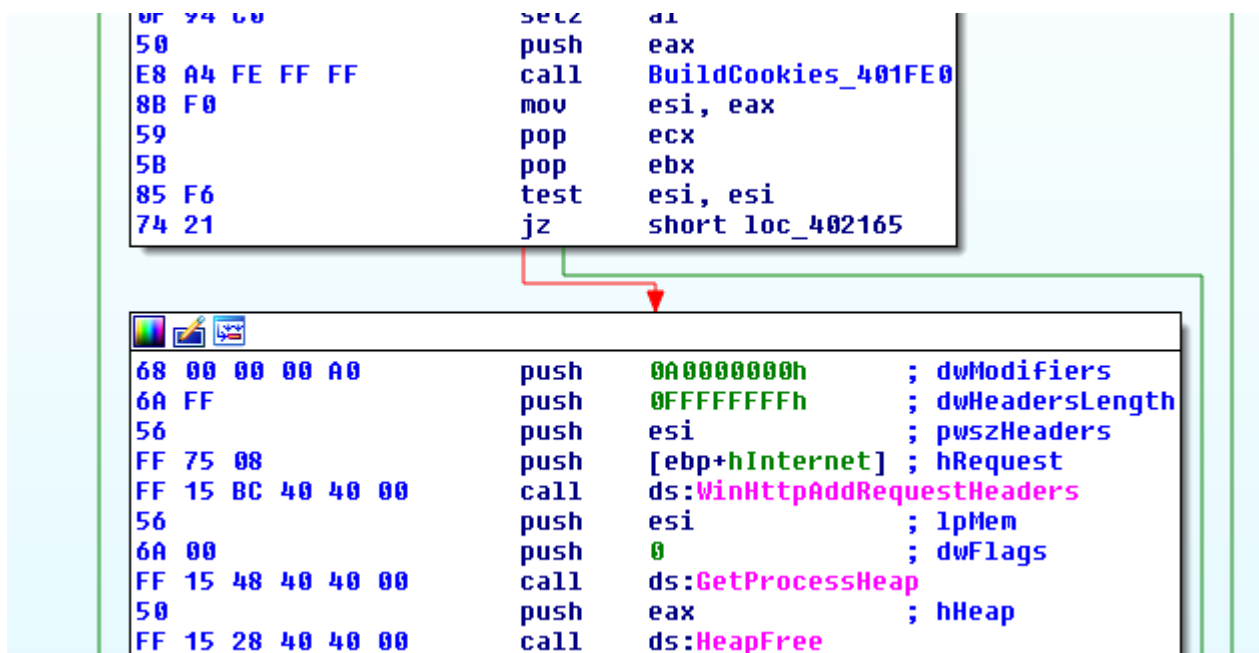 0F 94 C0 setz al
50 push eax
E8 A4 FE FF FF call BuildCookies_401FE0
8B F0 mov esi, eax
59 pop ecx
5B pop ebx
85 F6 test esi, esi
74 21 jz short loc_402165
68 00 00 00 A0 push 0A0000000h ; dwModifiers
6A FF push 0FFFFFFFFh ; dwHeadersLength
56 push esi ; pwszHeaders
FF 75 08 push [ebp+hInternet] ; hRequest
FF 15 BC 40 40 00 call ds:WinHttpAddRequestHeaders
56 push esi ; lpMem
6A 00 push 0 ; dwFlags
FF 15 48 40 40 00 call ds:GetProcessHeap
50 push eax ; hHeap
FF 15 28 40 40 00 call ds:HeapFree